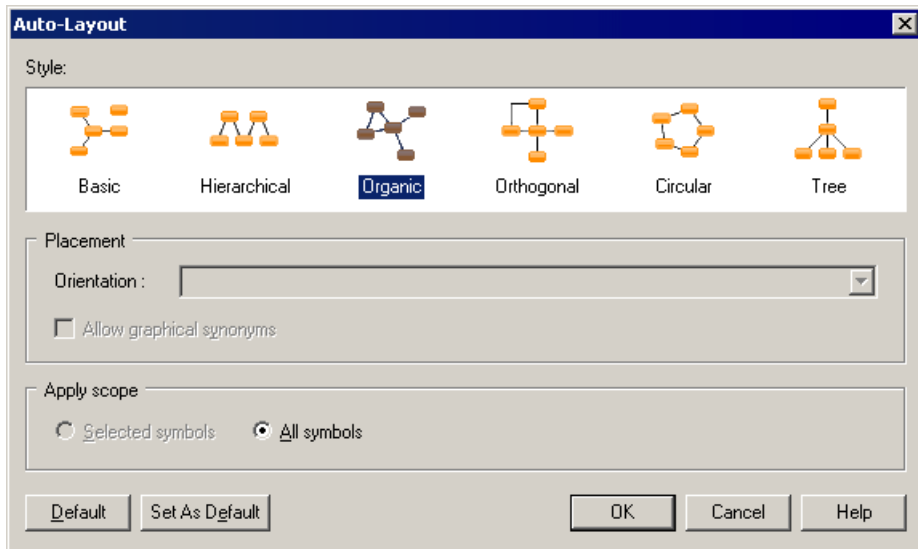 Auto-Layout
Style:
Basic Hierarchical Organic Orthogonal Circular Tree
Placement
Orientation :
Allow graphical synonyms
Apply scope
Selected symbols All symbols
Default Set As Default OK Cancel Help